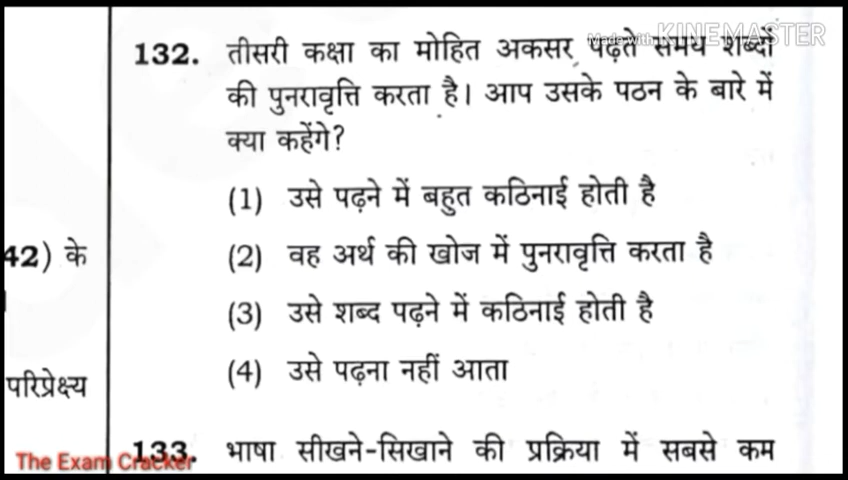 Made with KINEMASTER
132. तीसरी कक्षा का मोहित अकसर पढ़ते समय शब्दों
की पुनरावृत्ति करता है। आप उसके पठन के बारे में
क्या कहेंगे?
(1) उसे पढ़ने में बहुत कठिनाई होती है
42) के
(2) वह अर्थ की खोज में पुनरावृत्ति करता है
(3) उसे शब्द पढ़ने में कठिनाई होती है
परिप्रेक्ष्य
(4) उसे पढ़ना नहीं आता
133. भाषा सीखने-सिखाने की प्रक्रिया में सबसे कम
The Exam Cracker